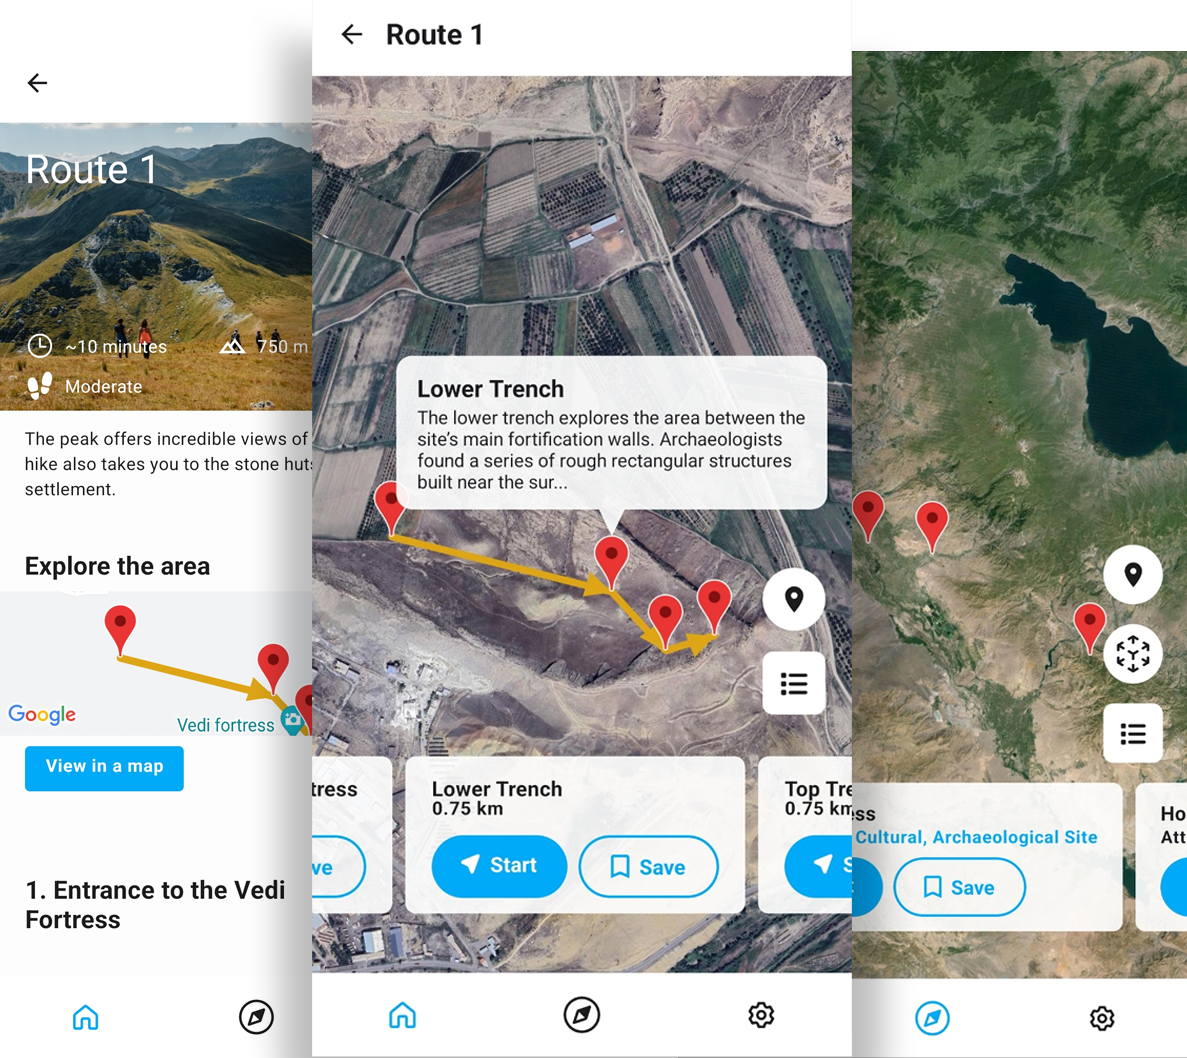 Route 1
~10 minutes
750 m
Moderate
The peak offers incredible views of
hike also takes you to the stone huts
settlement.
Explore the area
Google
Vedi fortress
View in a map
1. Entrance to the Vedi
Fortress
Route 1
Lower Trench
The lower trench explores the area between the
site's main fortification walls. Archaeologists
found a series of rough rectangular structures
built near the sur...
tress
ve
Lower Trench
0.75 km
Start
Save
Top Tre
0.75 km
S
ess
Cultural, Archaeological Site
Save
Ho
Att